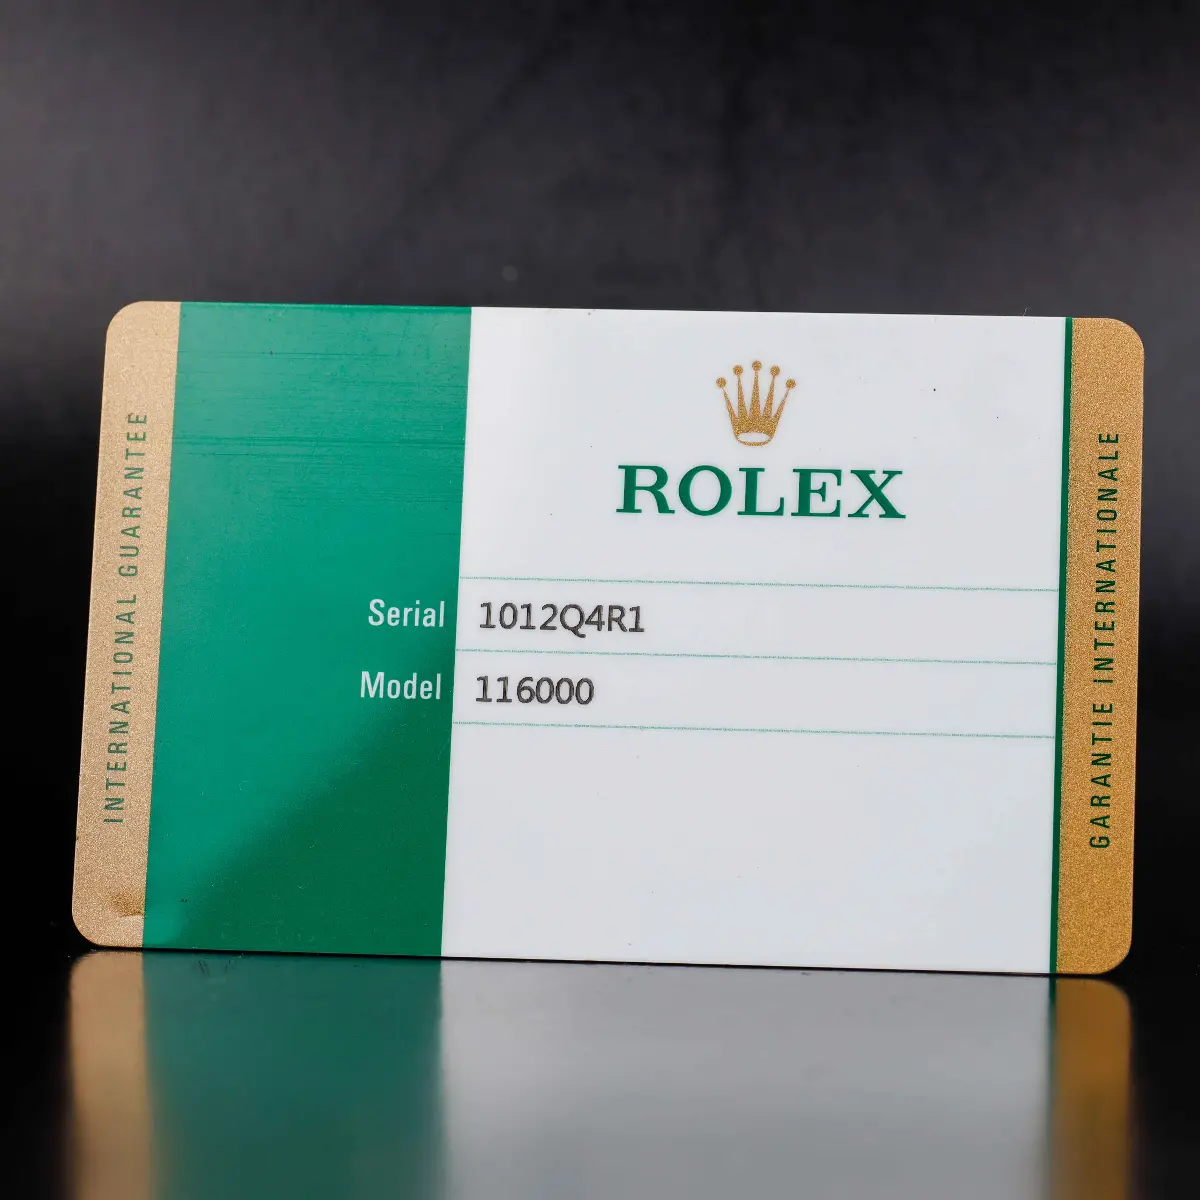 INTERNATIONAL GUARANTEE
ROLEX
Serial 1012Q4R1
Model 116000
GARANTIE INTERNATIONALE